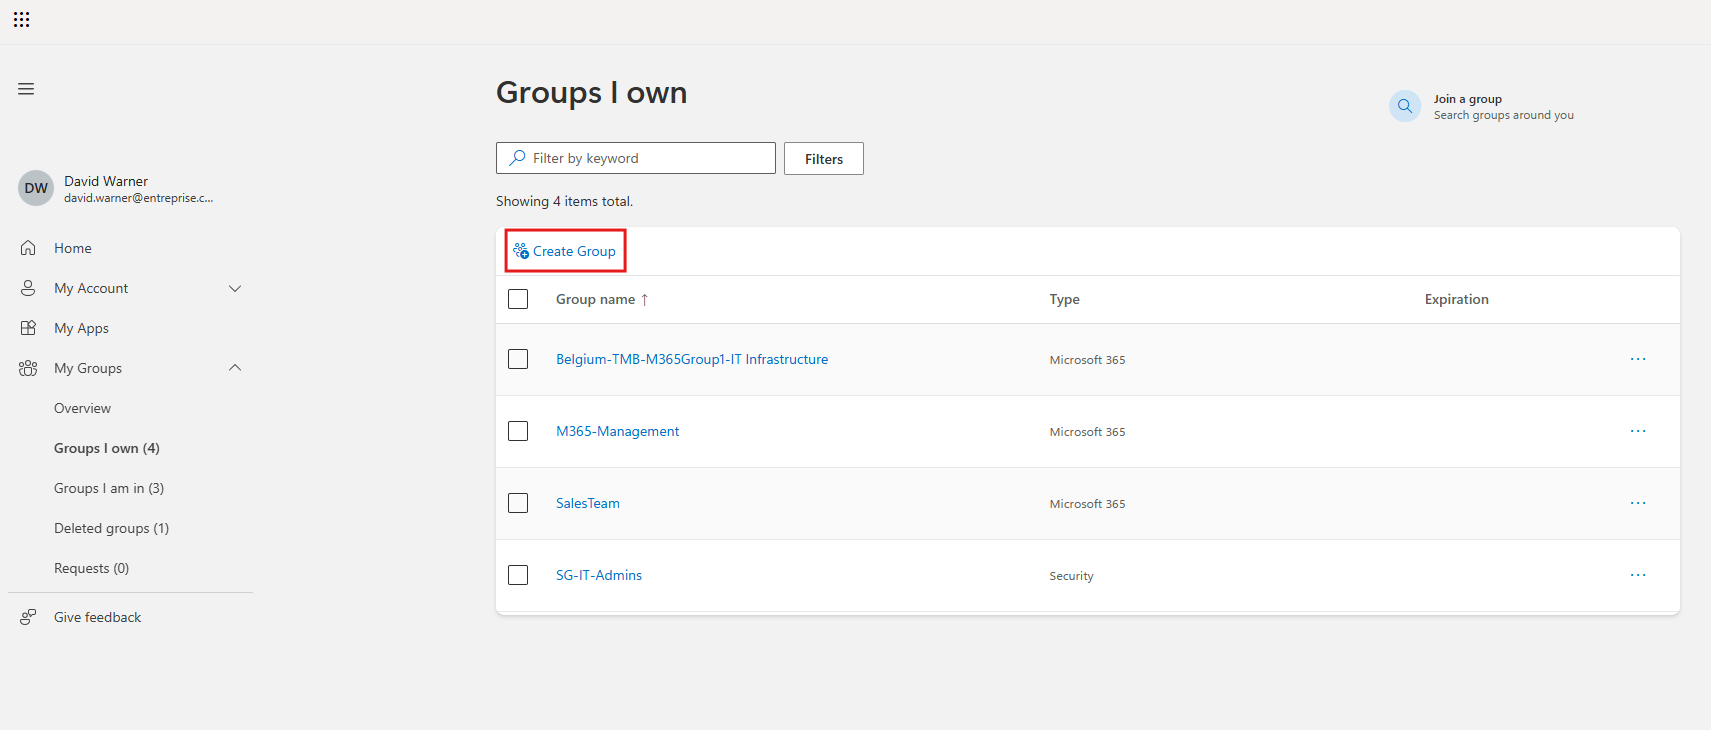 Groups I own
Join a group
Search groups around you
Filter by keyword
Filters
Showing 4 items total.
DW
David Warner
david.warner@entreprise.c...
Home
My Account
My Apps
My Groups
Overview
Groups I own (4)
Groups I am in (3)
Deleted groups (1)
Requests (0)
Give feedback
Create Group
Group name ↑ Type Expiration
Belgium-TMB-M365Group1-IT Infrastructure Microsoft 365 ...
M365-Management Microsoft 365 ...
SalesTeam Microsoft 365 ...
SG-IT-Admins Security ...